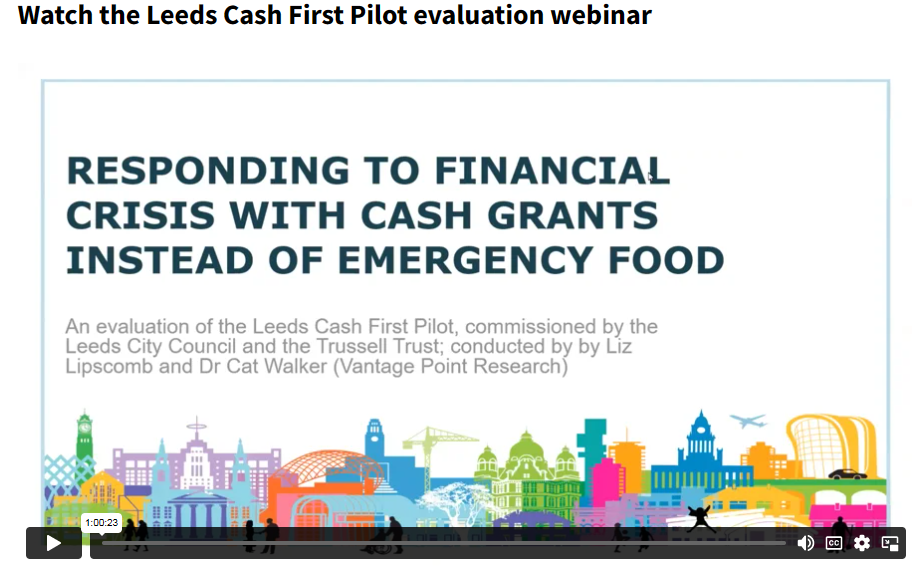 Watch the Leeds Cash First Pilot evaluation webinar
RESPONDING TO FINANCIAL
CRISIS WITH CASH GRANTS
INSTEAD OF EMERGENCY FOOD
An evaluation of the Leeds Cash First Pilot, commissioned by the
Leeds City Council and the Trussell Trust; conducted by by Liz
Lipscomb and Dr Cat Walker (Vantage Point Research)
1:00:23
CC